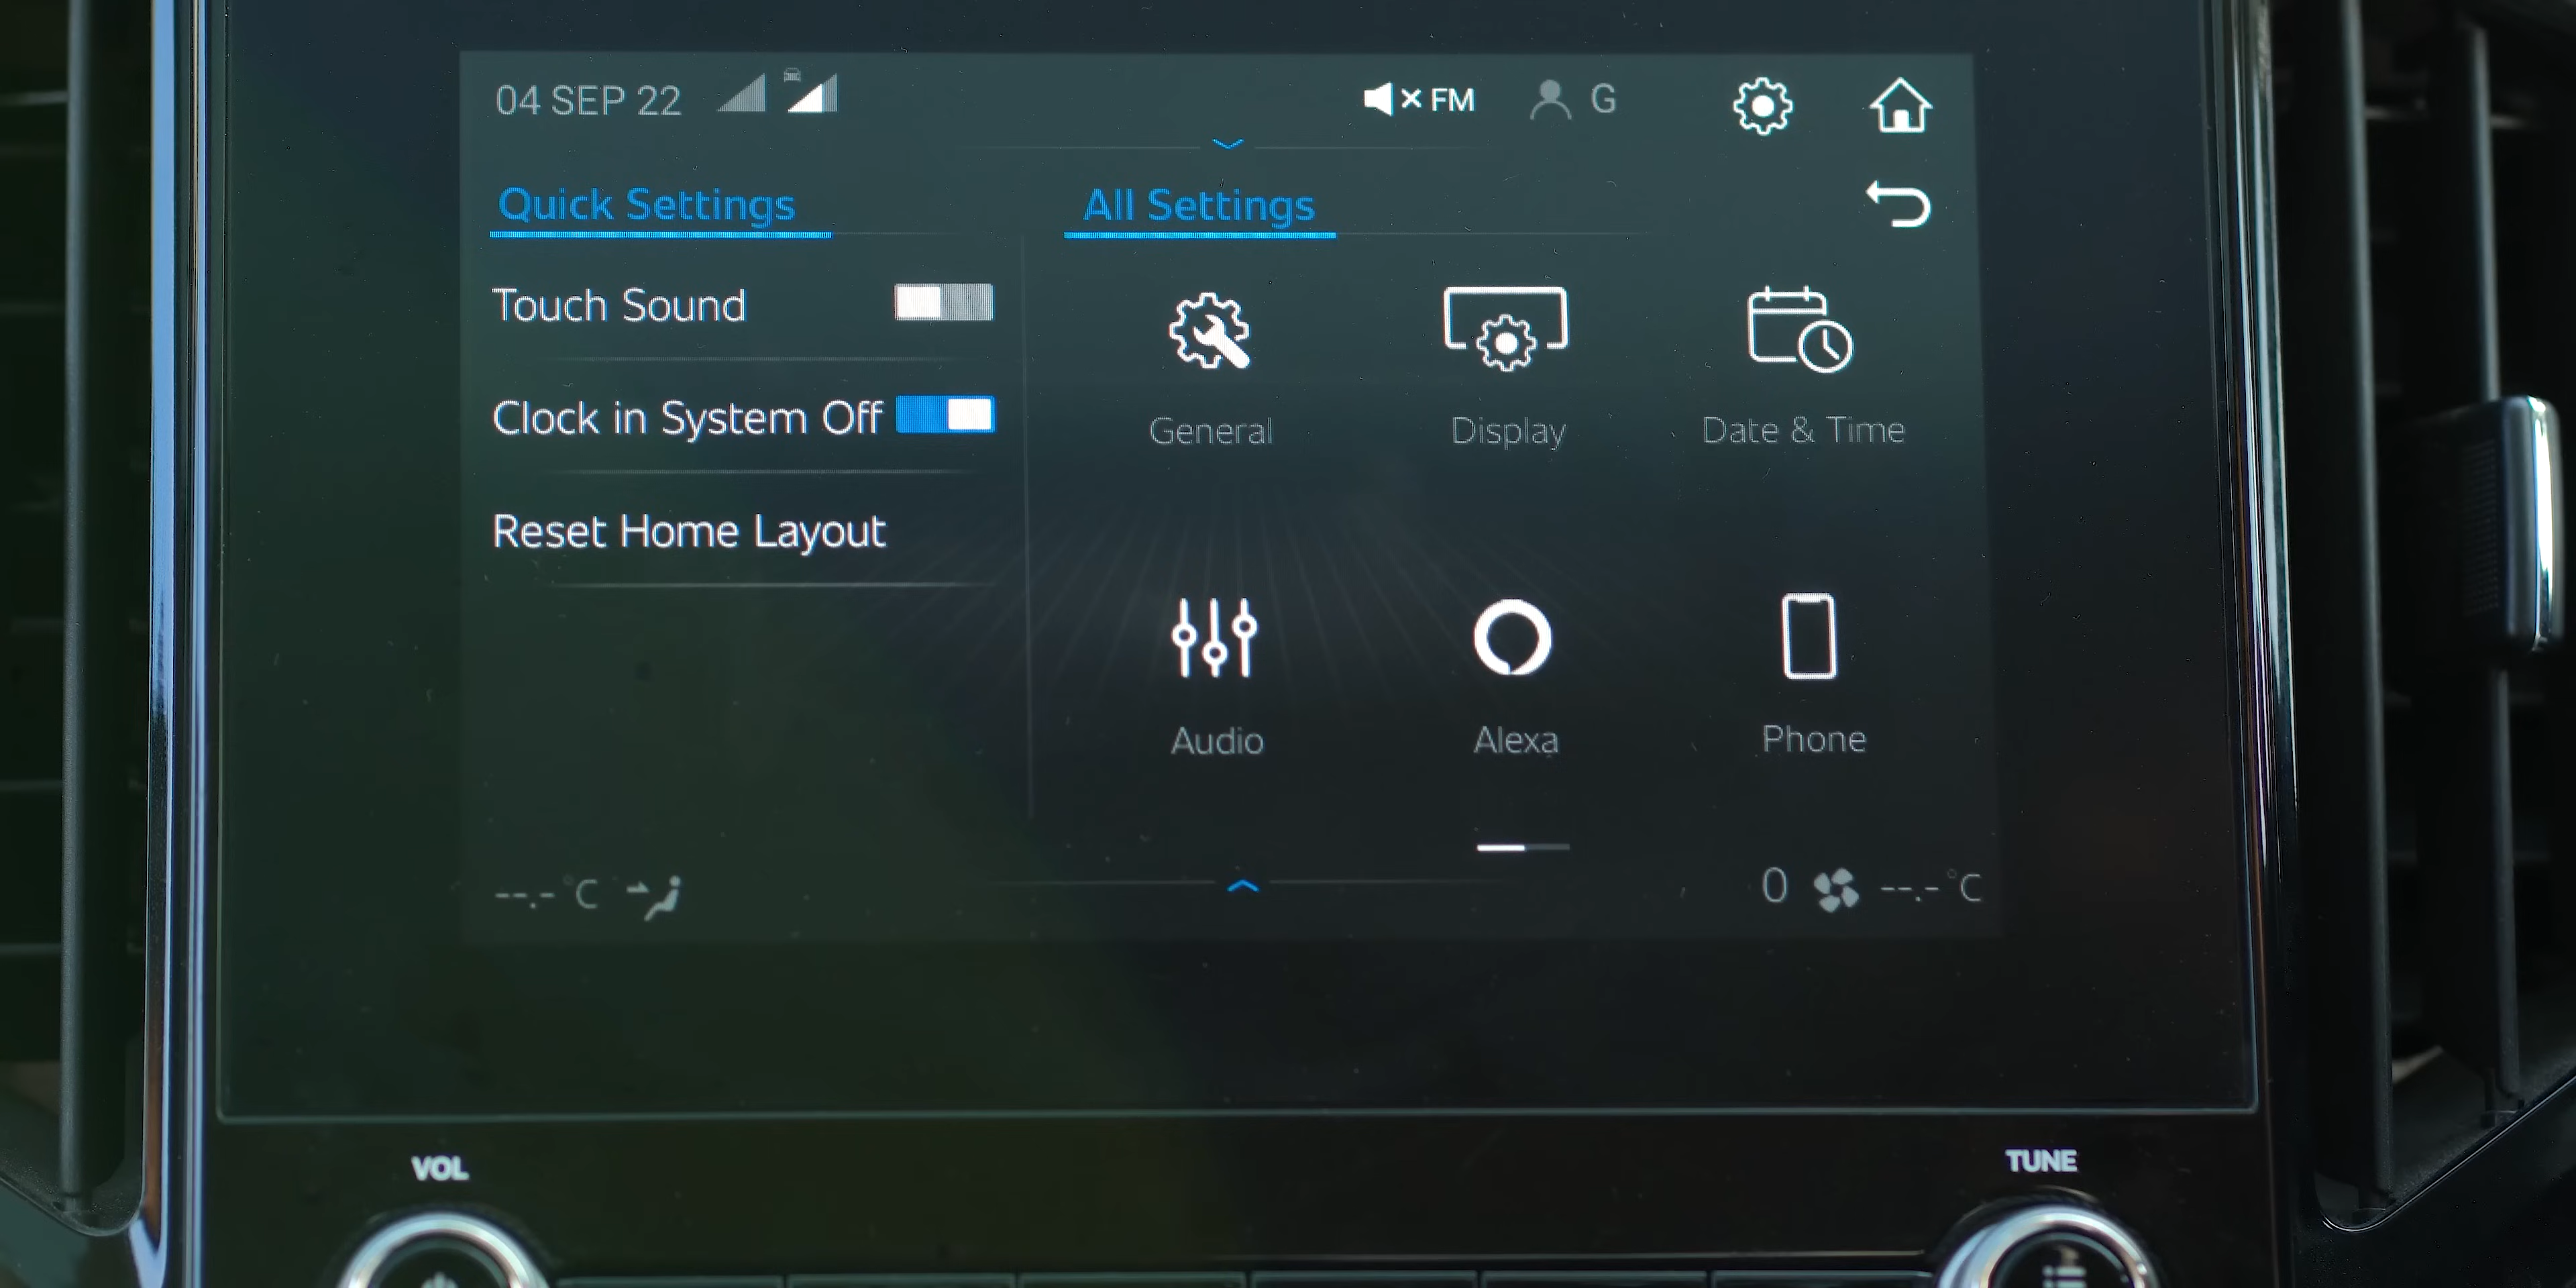 04 SEP 22
FM
G
Quick Settings
All Settings
Touch Sound
Clock in System Off
Reset Home Layout
General
Display
Date & Time
Audio
Alexa
Phone
--.-°C
0
--.-°C
VOL
TUNE